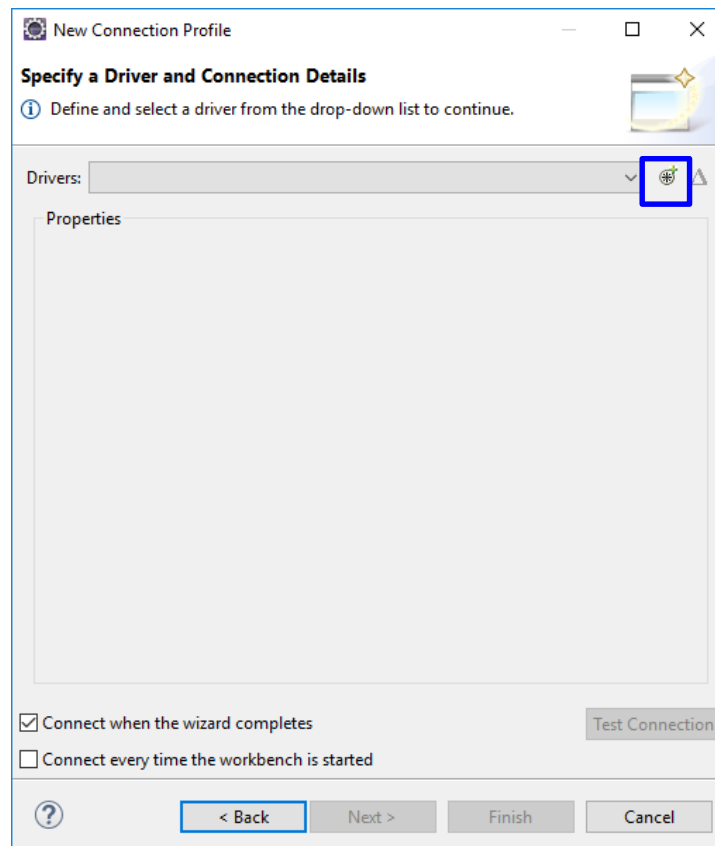 New Connection Profile
Specify a Driver and Connection Details
Define and select a driver from the drop-down list to continue.
Drivers:
Properties
Connect when the wizard completes
Test Connection
Connect every time the workbench is started
< Back
Next >
Finish
Cancel